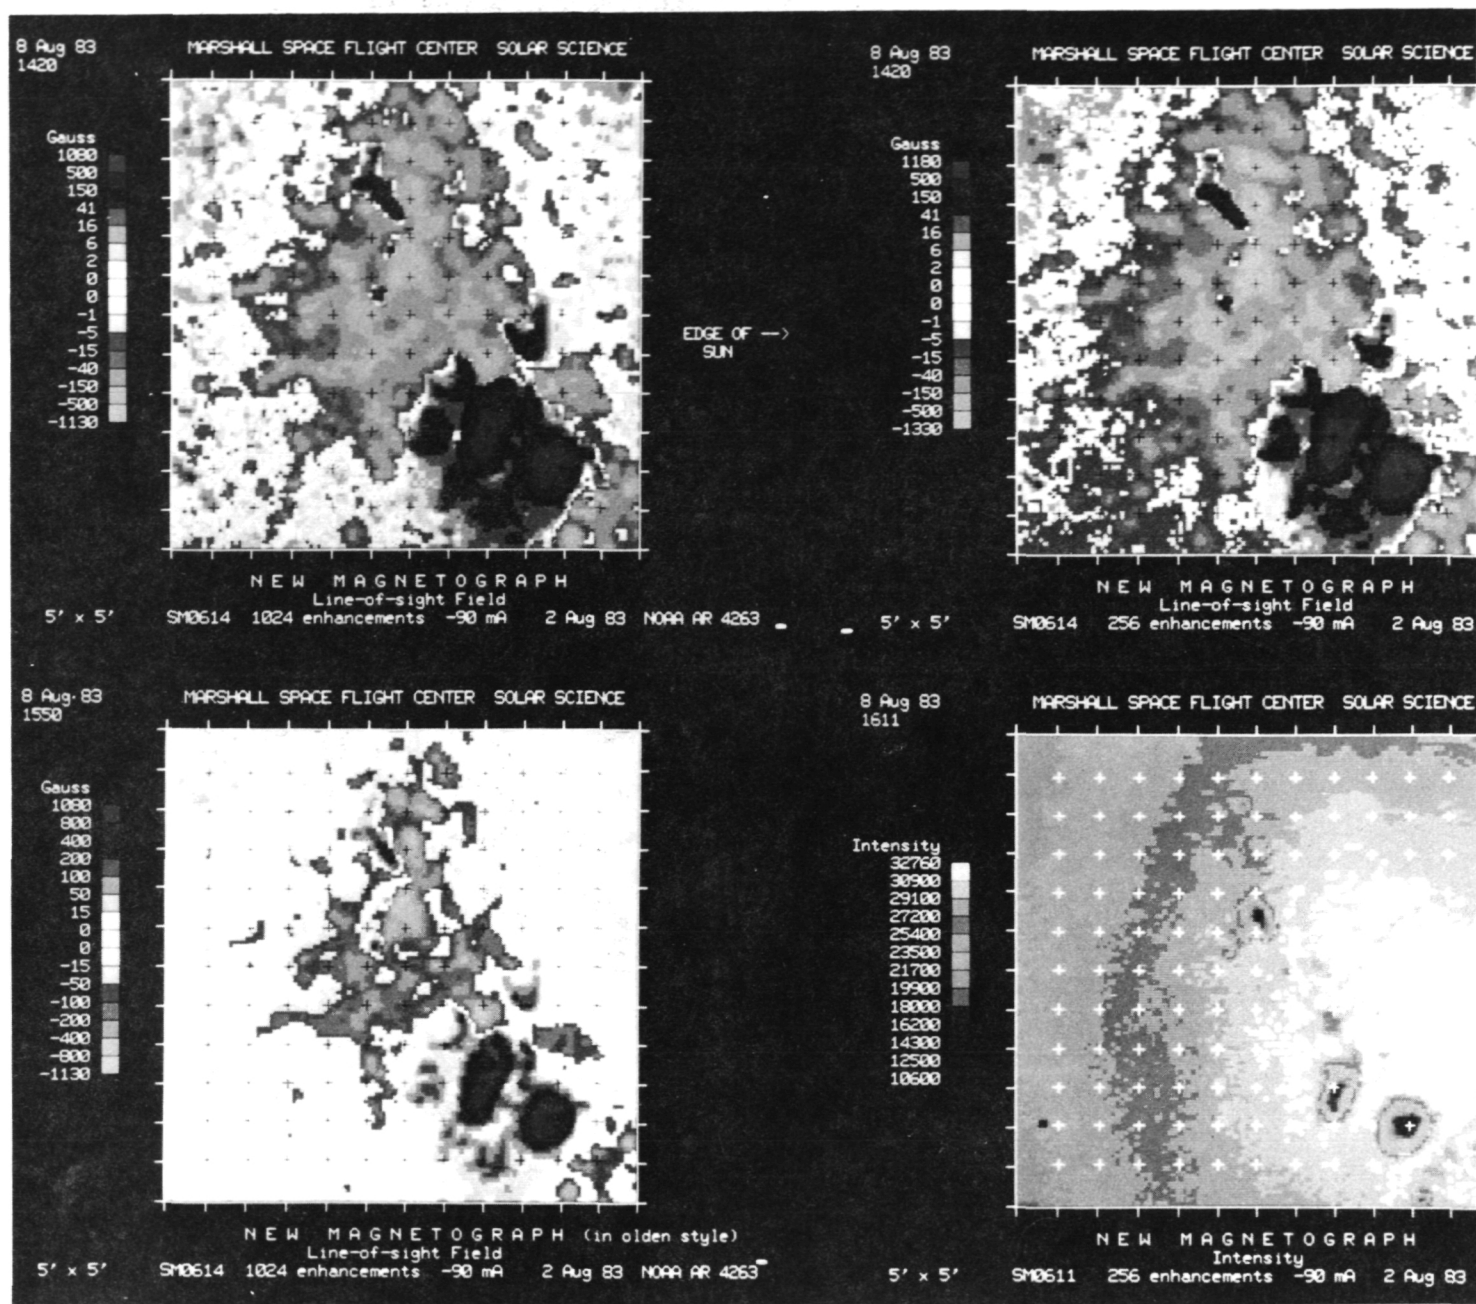 8 Aug 83
1420
MARSHALL SPACE FLIGHT CENTER SOLAR SCIENCE
Gauss
1080
500
150
41
16
6
2
0
0
-1
-5
-15
-40
-150
-500
-1130
NEW MAGNETOGRAPH
Line-of-sight Field
5' x 5' SM0614 1024 enhancements -90 mA 2 Aug 83 NOAA AR 4263
EDGE OF -->
SUN
8 Aug 83
1420
MARSHALL SPACE FLIGHT CENTER SOLAR SCIENCE
Gauss
1180
500
150
41
16
6
2
0
0
-1
-5
-15
-40
-150
-500
-1330
NEW MAGNETOGRAPH
Line-of-sight Field
5' x 5' SM0614 256 enhancements -90 mA 2 Aug 83
8 Aug 83
1550
MARSHALL SPACE FLIGHT CENTER SOLAR SCIENCE
Gauss
1080
800
400
200
100
50
15
0
0
-15
-50
-100
-200
-400
-800
-1130
NEW MAGNETOGRAPH (in olden style)
Line-of-sight Field
5' x 5' SM0614 1024 enhancements -90 mA 2 Aug 83 NOAA AR 4263
8 Aug 83
1611
MARSHALL SPACE FLIGHT CENTER SOLAR SCIENCE
Intensity
32760
30900
29100
27200
25400
23500
21700
19900
18000
16200
14300
12500
10600
NEW MAGNETOGRAPH
Intensity
5' x 5' SM0611 256 enhancements -90 mA 2 Aug 83